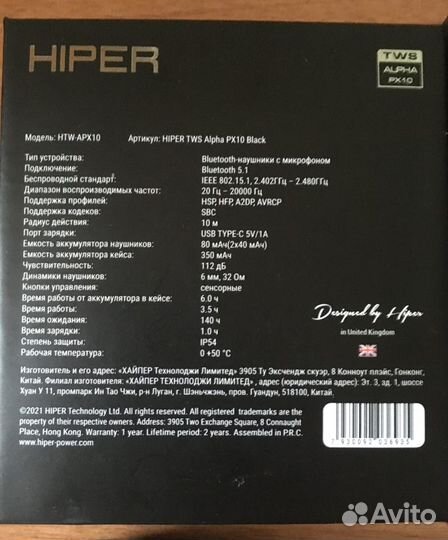 HIPER
TWS
ALPHA
PX10
Модель: HTW-APX10 Артикул: HIPER TWS Alpha PX10 Black
Тип устройства: Bluetooth-наушники с микрофоном
Подключение: Bluetooth 5.1
Беспроводной стандарт: IEEE 802.15.1, 2.402ГГц – 2.480ГГц
Диапазон воспроизводимых частот: 20 Гц – 20000 Гц
Поддержка профилей: HSP, HFP, A2DP, AVRCP
Поддержка кодеков: SBC
Радиус действия: 10 м
Порт зарядки: USB TYPE-C 5V/1A
Емкость аккумулятора наушников: 80 мАч(2x40 мАч)
Емкость аккумулятора кейса: 350 мАч
Чувствительность: 112 дБ
Динамики наушников: 6 мм, 32 Ом
Кнопки управления: сенсорные
Время работы от аккумулятора в кейсе: 6.0 ч
Время работы: 3.5 ч
Время ожидания: 140 ч
Время зарядки: 1.0 ч
Степень защиты: IP54
Рабочая температура: 0 +50 °C
Designed by Hiper
in United Kingdom
Изготовитель и его адрес: «ХАЙПЕР Технолоджи Лимитед» 3905 Ту Эксчендж скуэр, 8 Конноут плэйс, Гонконг,
Китай. Филиал изготовителя: «ХАЙПЕР ТЕХНОЛОДЖИ ЛИМИТЕД», адрес (юридический адрес): Эт. 3, зд. 1, шоссе
Хуан У 11, промпарк Ин Тао Чжи, р-н Луган, г. Шэньчжэнь, пров. Гуандун, 518100, Китай.
©2021 HIPER Technology Ltd. All rights reserved. All registered trademarks are the
property of their respective owners. Address: 3905 Two Exchange Square, 8 Connaught
Place, Hong Kong. Warranty: 1 year. Lifetime period: 2 years. Assembled in P.R.C.
www.hiper-power.com
Avito